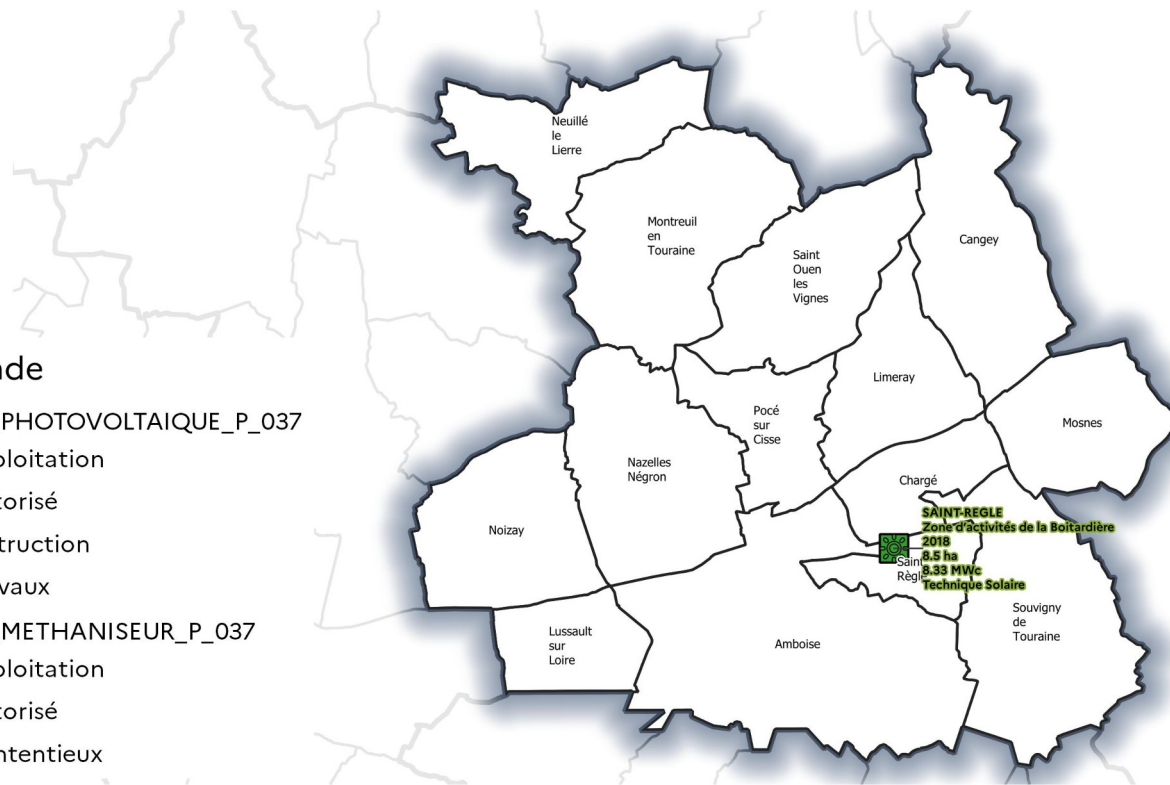 Neuillé
le
Lierre
Montreuil
en
Touraine
Saint
Ouen
les
Vignes
Cangey
nde
PHOTOVOLTAIQUE_P_037
ploitation
torisé
truction
vaux
METHANISEUR_P_037
ploitation
torisé
ntentieux
Limeray
Pocé
sur
Cisse
Mosnes
Nazelles
Négron
Chargé
Noizay
SAINT-REGLE
Zone d'activités de la Boitardière
2018
8.5 ha
8.33 MWc
Technique Solaire
Saint
Règle
Souvigny
de
Touraine
Lussault
sur
Loire
Amboise